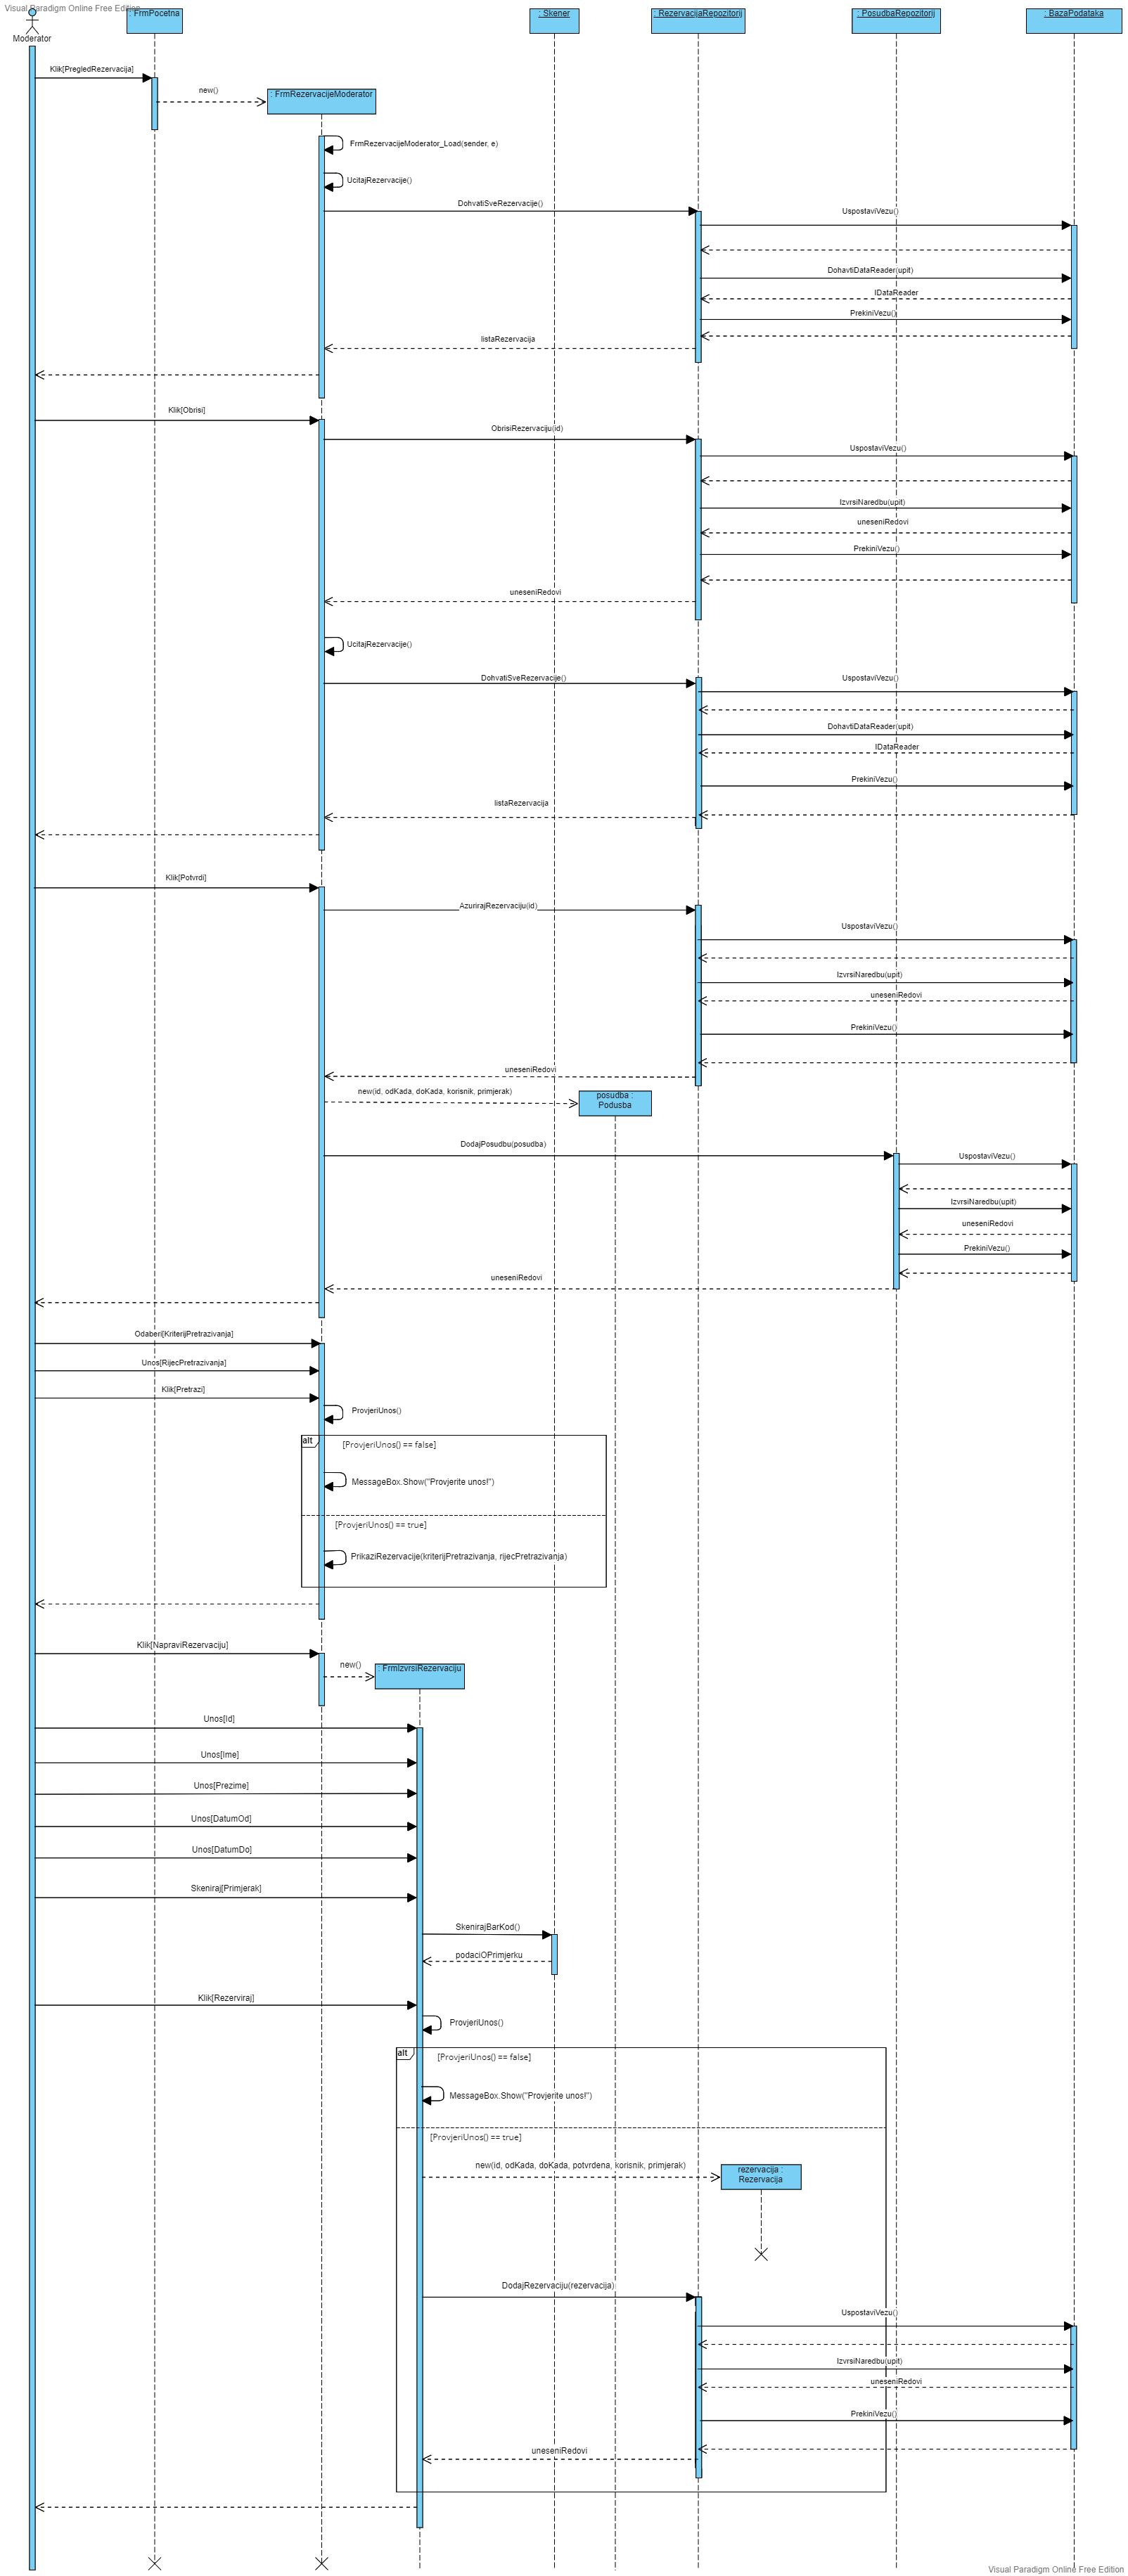 Visual Paradigm Online Free Edition
Moderator
: FrmPocetna
: Skener
: RezervacijaRepozitorij
: PosudbaRepozitorij
: BazaPodataka
Klik[PregledRezervacija]
new()
: FrmRezervacijeModerator
FrmRezervacijeModerator_Load(sender, e)
UcitajRezervacije()
DohvatiSveRezervacije()
UspostaviVezu()
DohavtiDataReader(upit)
IDataReader
PrekiniVezu()
listaRezervacija
Klik[Obrisi]
ObrisiRezervaciju(id)
UspostaviVezu()
IzvrsiNaredbu(upit)
uneseniRedovi
PrekiniVezu()
uneseniRedovi
UcitajRezervacije()
DohvatiSveRezervacije()
UspostaviVezu()
DohavtiDataReader(upit)
IDataReader
PrekiniVezu()
listaRezervacija
Klik[Potvrdi]
AzurirajRezervaciju(id)
UspostaviVezu()
IzvrsiNaredbu(upit)
uneseniRedovi
PrekiniVezu()
uneseniRedovi
new(id, odKada, doKada, korisnik, primjerak)
posudba :
Podusba
DodajPosudbu(posudba)
UspostaviVezu()
IzvrsiNaredbu(upit)
uneseniRedovi
PrekiniVezu()
uneseniRedovi
Odaberi[KriterijPretrazivanja]
Unos[RijecPretrazivanja]
Klik[Pretrazi]
ProvjeriUnos()
alt
[ProvjeriUnos() == false]
MessageBox.Show("Provjerite unos!")
[ProvjeriUnos() == true]
PrikaziRezervacije(kriterijPretrazivanja, rijecPretrazivanja)
Klik[NapraviRezervaciju]
new()
: FrmIzvrsiRezervaciju
Unos[Id]
Unos[Ime]
Unos[Prezime]
Unos[DatumOd]
Unos[DatumDo]
Skeniraj[Primjerak]
SkenirajBarKod()
podaciOPrimjerku
Klik[Rezerviraj]
ProvjeriUnos()
alt
[ProvjeriUnos() == false]
MessageBox.Show("Provjerite unos!")
[ProvjeriUnos() == true]
new(id, odKada, doKada, potvrdena, korisnik, primjerak)
rezervacija :
Rezervacija
DodajRezervaciju(rezervacija)
UspostaviVezu()
IzvrsiNaredbu(upit)
uneseniRedovi
PrekiniVezu()
uneseniRedovi
Visual Paradigm Online Free Edition